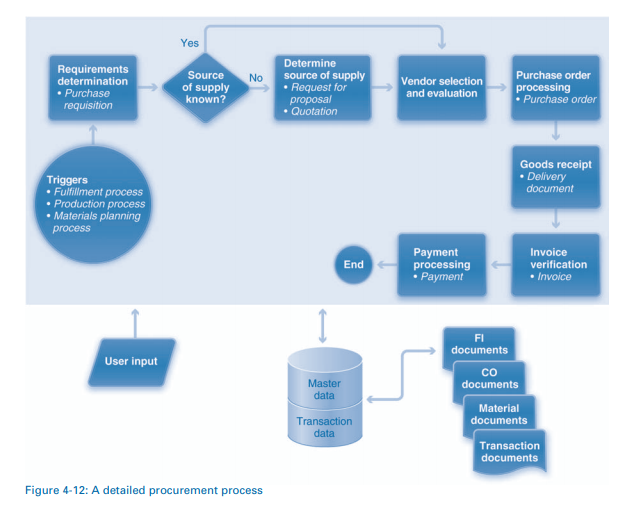 Yes
Requirements
determination
• Purchase
requisition
Source
of supply
known?
No
Determine
source of supply
• Request for
proposal
• Quotation
Vendor selection
and evaluation
Purchase order
processing
• Purchase order
Triggers
• Fulfillment process
• Production process
• Materials planning
process
Goods receipt
• Delivery
document
End
Payment
processing
• Payment
Invoice
verification
• Invoice
User input
Master
data
Transaction
data
FI
documents
CO
documents
Material
documents
Transaction
documents
Figure 4-12: A detailed procurement process